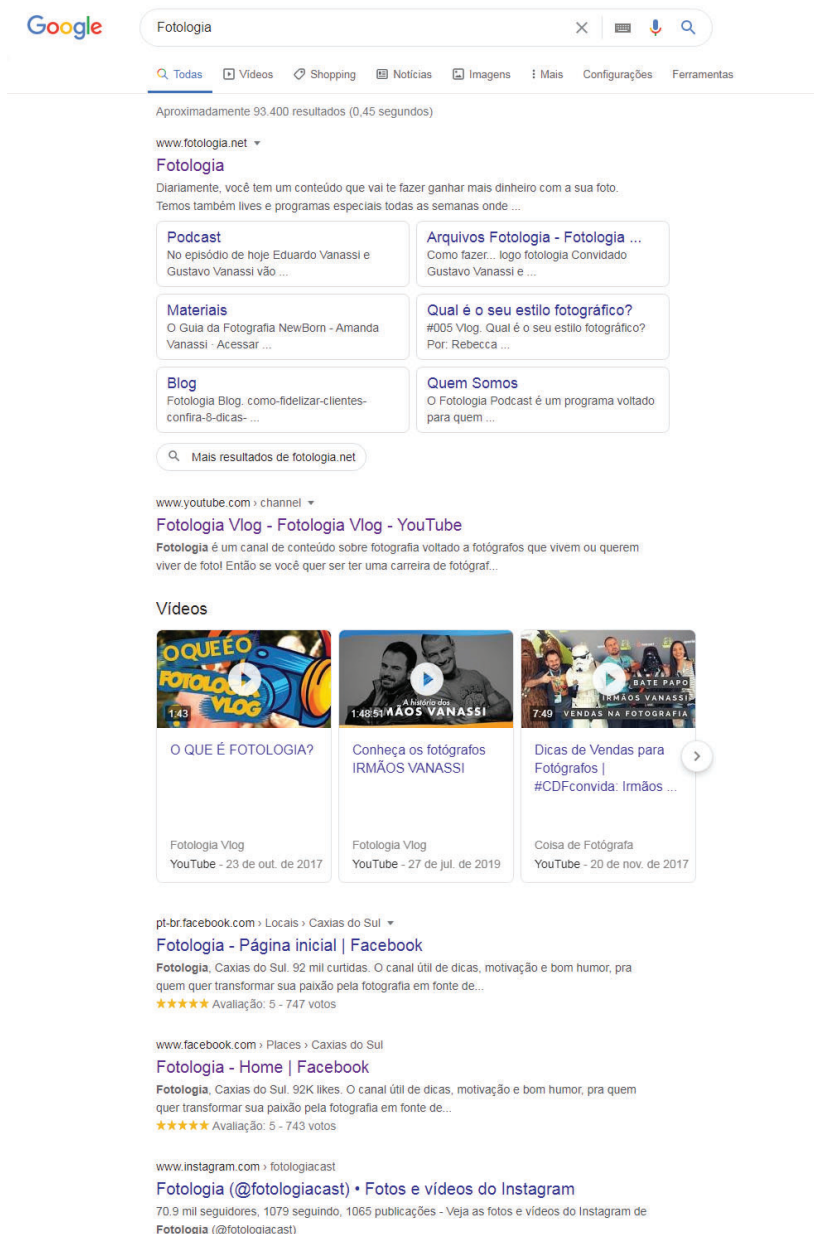 Google
Fotologia
Todas Vídeos Shopping Notícias Imagens Mais Configurações Ferramentas
Aproximadamente 93.400 resultados (0,45 segundos)
www.fotologia.net
Fotologia
Diariamente, você tem um conteúdo que vai te fazer ganhar mais dinheiro com a sua foto.
Temos também lives e programas especiais todas as semanas onde ...
Podcast
No episódio de hoje Eduardo Vanassi e
Gustavo Vanassi vão ...
Arquivos Fotologia - Fotologia ...
Como fazer... logo fotologia Convidado
Gustavo Vanassi e ...
Materiais
O Guia da Fotografia NewBorn - Amanda
Vanassi · Acessar ...
Qual é o seu estilo fotográfico?
#005 Vlog. Qual é o seu estilo fotográfico?
Por: Rebecca ...
Blog
Fotologia Blog. como-fidelizar-clientes-
confira-8-dicas- ...
Quem Somos
O Fotologia Podcast é um programa voltado
para quem ...
Mais resultados de fotologia.net
www.youtube.com › channel
Fotologia Vlog - Fotologia Vlog - YouTube
Fotologia é um canal de conteúdo sobre fotografia voltado a fotógrafos que vivem ou querem
viver de foto! Então se você quer ser ter uma carreira de fotógraf...
Vídeos
O QUE É O
FOTOLOGIA
VLOG
1:43
O QUE É FOTOLOGIA?
Fotologia Vlog
YouTube - 23 de out. de 2017
A história dos
IRMÃOS VANASSI
1:48:51
Conheça os fotógrafos
IRMÃOS VANASSI
Fotologia Vlog
YouTube - 27 de jul. de 2019
BATE PAPO
IRMÃOS VANASSI
VENDAS NA FOTOGRAFIA
7:49
Dicas de Vendas para
Fotógrafos |
#CDFconvida: Irmãos ...
Coisa de Fotógrafa
YouTube - 20 de nov. de 2017
pt-br.facebook.com › Locais › Caxias do Sul
Fotologia - Página inicial | Facebook
Fotologia, Caxias do Sul. 92 mil curtidas. O canal útil de dicas, motivação e bom humor, pra
quem quer transformar sua paixão pela fotografia em fonte de...
★★★★★ Avaliação: 5 - 747 votos
www.facebook.com › Places › Caxias do Sul
Fotologia - Home | Facebook
Fotologia, Caxias do Sul. 92K likes. O canal útil de dicas, motivação e bom humor, pra quem
quer transformar sua paixão pela fotografia em fonte de...
★★★★★ Avaliação: 5 - 743 votos
www.instagram.com › fotologiacast
Fotologia (@fotologiacast) • Fotos e vídeos do Instagram
70.9 mil seguidores, 1079 seguindo, 1065 publicações - Veja as fotos e vídeos do Instagram de
Fotologia (@fotologiacast)